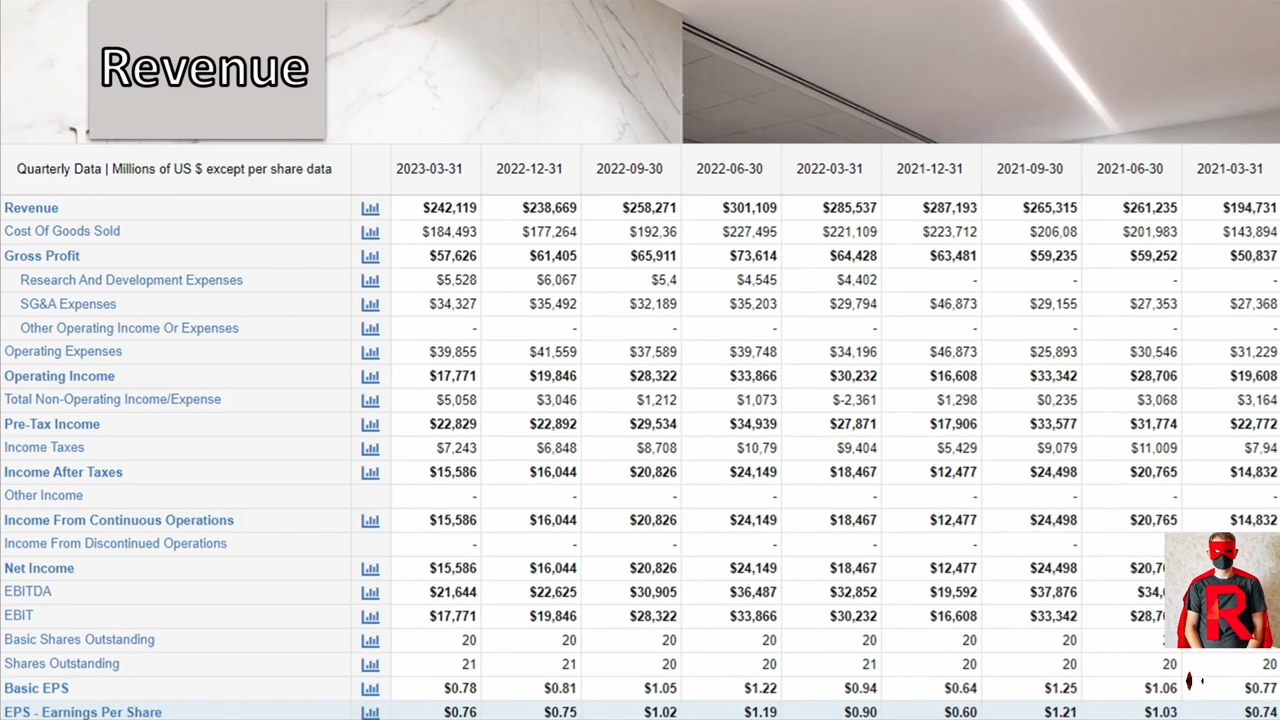 Revenue
Quarterly Data | Millions of US $ except per share data 2023-03-31 2022-12-31 2022-09-30 2022-06-30 2022-03-31 2021-12-31 2021-09-30 2021-06-30 2021-03-31
Revenue $242,119 $238,669 $258,271 $301,109 $285,537 $287,193 $265,315 $261,235 $194,731
Cost Of Goods Sold $184,493 $177,264 $192,36 $227,495 $221,109 $223,712 $206,08 $201,983 $143,894
Gross Profit $57,626 $61,405 $65,911 $73,614 $64,428 $63,481 $59,235 $59,252 $50,837
Research And Development Expenses $5,528 $6,067 $5,4 $4,545 $4,402 - - - -
SG&A Expenses $34,327 $35,492 $32,189 $35,203 $29,794 $46,873 $29,155 $27,353 $27,368
Other Operating Income Or Expenses - - - - - - - - -
Operating Expenses $39,855 $41,559 $37,589 $39,748 $34,196 $46,873 $25,893 $30,546 $31,229
Operating Income $17,771 $19,846 $28,322 $33,866 $30,232 $16,608 $33,342 $28,706 $19,608
Total Non-Operating Income/Expense $5,058 $3,046 $1,212 $1,073 $-2,361 $1,298 $0,235 $3,068 $3,164
Pre-Tax Income $22,829 $22,892 $29,534 $34,939 $27,871 $17,906 $33,577 $31,774 $22,772
Income Taxes $7,243 $6,848 $8,708 $10,79 $9,404 $5,429 $9,079 $11,009 $7,94
Income After Taxes $15,586 $16,044 $20,826 $24,149 $18,467 $12,477 $24,498 $20,765 $14,832
Other Income - - - - - - - - -
Income From Continuous Operations $15,586 $16,044 $20,826 $24,149 $18,467 $12,477 $24,498 $20,765 $14,832
Income From Discontinued Operations - - - - - - -
Net Income $15,586 $16,044 $20,826 $24,149 $18,467 $12,477 $24,498
EBITDA $21,644 $22,625 $30,905 $36,487 $32,852 $19,592 $37,876
EBIT $17,771 $19,846 $28,322 $33,866 $30,232 $16,608 $33,342
Basic Shares Outstanding 20 20 20 20 20 20 20
Shares Outstanding 21 21 20 20 21 20 20 20 20
Basic EPS $0.78 $0.81 $1.05 $1.22 $0.94 $0.64 $1.25 $1.06 $0.77
EPS - Earnings Per Share $0.76 $0.75 $1.02 $1.19 $0.90 $0.60 $1.21 $1.03 $0.74
R